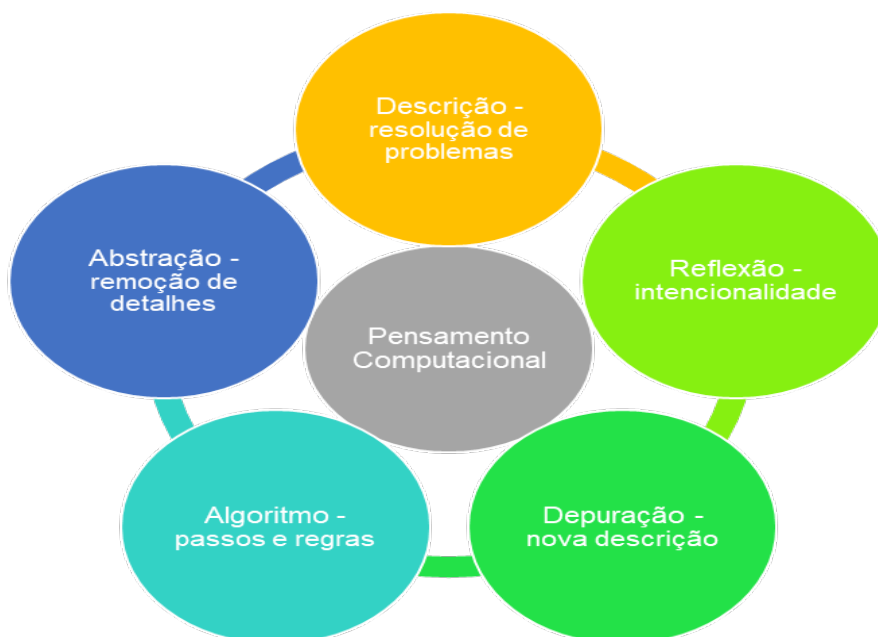 Descrição -
resolução de
problemas
Reflexão -
intencionalidade
Depuração -
nova descrição
Algoritmo -
passos e regras
Abstração -
remoção de
detalhes
Pensamento
Computacional